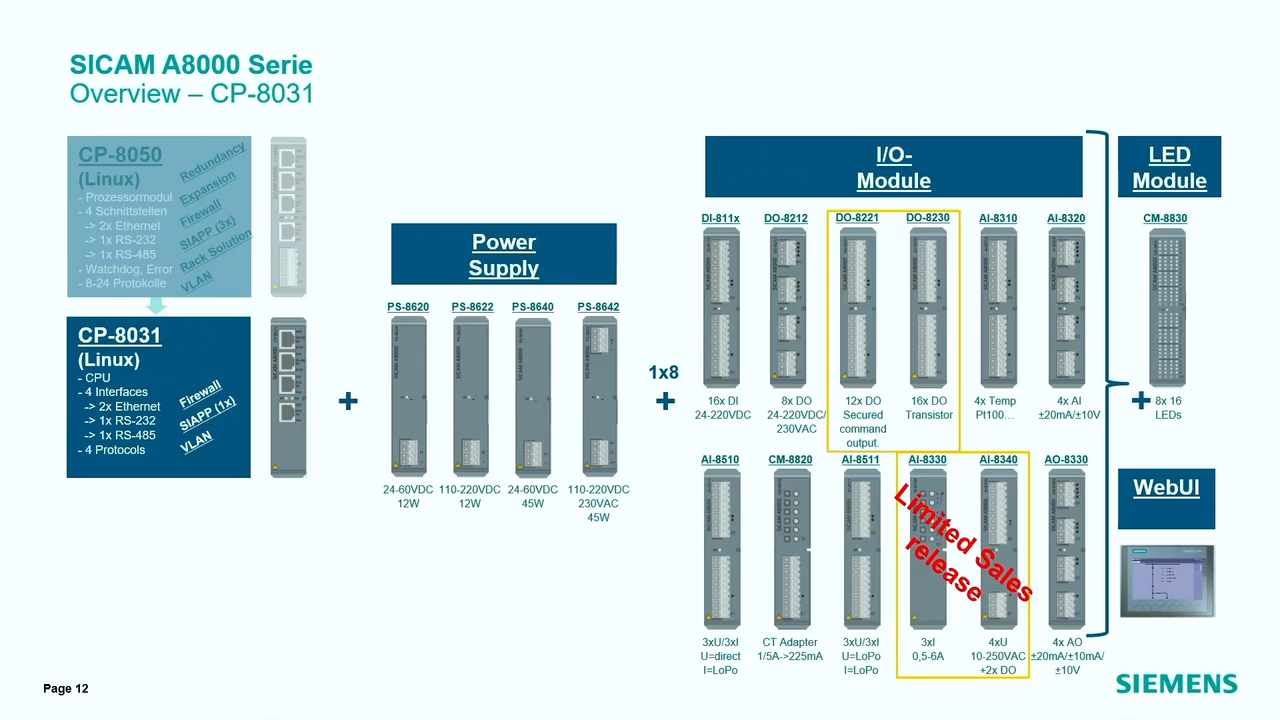 SICAM A8000 Serie
Overview – CP-8031
CP-8050
(Linux)
- Prozessormodul
- 4 Schnittstellen
-> 2x Ethernet
-> 1x RS-232
-> 1x RS-485
- Watchdog, Error
- 8-24 Protokolle
Redundancy
Expansion
Firewall
SIAPP (3x)
Rack Solution
VLAN
CP-8031
(Linux)
- CPU
- 4 Interfaces
-> 2x Ethernet
-> 1x RS-232
-> 1x RS-485
- 4 Protocols
Firewall
SIAPP (1x)
VLAN
+
Power
Supply
PS-8620 PS-8622 PS-8640 PS-8642
24-60VDC
12W
110-220VDC
12W
24-60VDC
45W
110-220VDC
230VAC
45W
1x8
+
I/O-
Module
DI-811x DO-8212 DO-8221 DO-8230 AI-8310 AI-8320
16x DI
24-220VDC
8x DO
24-220VDC/
230VAC
12x DO
Secured
command
output.
16x DO
Transistor
4x Temp
Pt100…
4x AI
±20mA/±10V
AI-8510 CM-8820 AI-8511 AI-8330 AI-8340 AO-8330
Limited Sales
release
3xU/3xI
U=direct
I=LoPo
CT Adapter
1/5A->225mA
3xU/3xI
U=LoPo
I=LoPo
3xI
0,5-6A
4xU
10-250VAC
+2x DO
4x AO
±20mA/±10mA/
±10V
+
LED
Module
CM-8830
8x 16
LEDs
WebUI
SIEMENS
Page 12